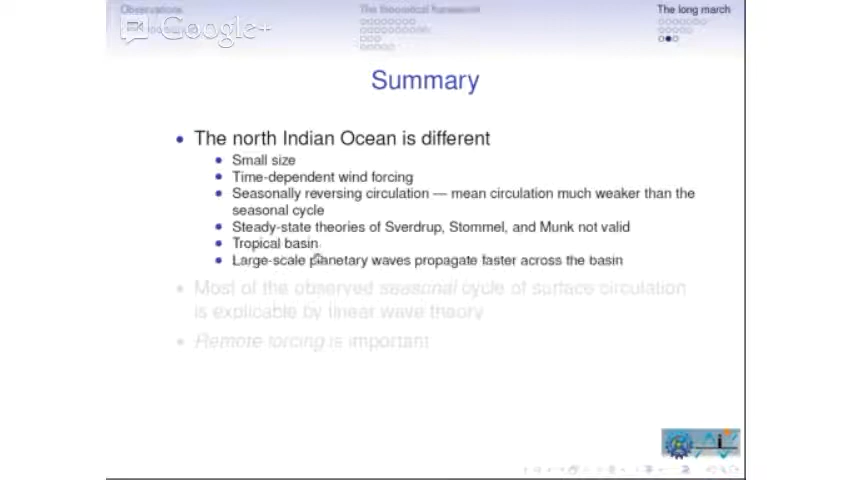 Observations
The theoretical framework
The long march
Google+
Summary
The north Indian Ocean is different
Small size
Time-dependent wind forcing
Seasonally reversing circulation — mean circulation much weaker than the
seasonal cycle
Steady-state theories of Sverdrup, Stommel, and Munk not valid
Tropical basin
Large-scale planetary waves propagate faster across the basin
Most of the observed seasonal cycle of surface circulation
is explicable by linear wave theory
Remote forcing is important